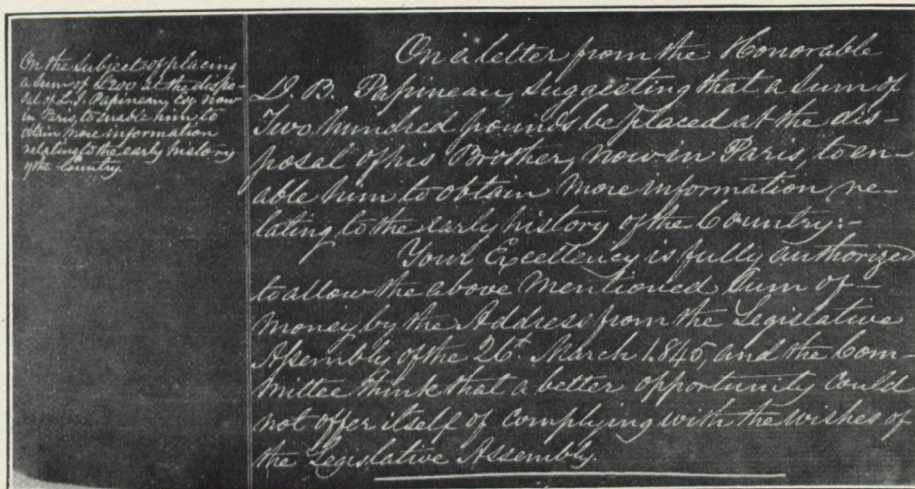 On the subject of placing
a sum of £200 at the dispo-
sal of L.J. Papineau, Esq now
in Paris, to enable him, to
obtain more information
relating to the early history
of the Country.
On a letter from the Honorable
D. B. Papineau, suggesting that a sum of
Two hundred pounds be placed at the dis-
posal of his Brother, now in Paris to en-
able him to obtain more information re-
lating to the early history of the Country:-
Your Excellency is fully authorized
to allow the above mentioned sum of
money by the Address from the Legislative
Assembly of the 26th. March 1845, and the Com-
mittee think that a better opportunity could
not offer itself of complying with the wishes of
the Legislative Assembly.